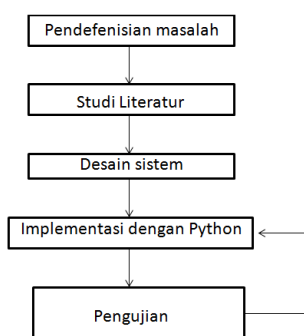 Pendefenisian masalah
Studi Literatur
Desain sistem
Implementasi dengan Python
Pengujian